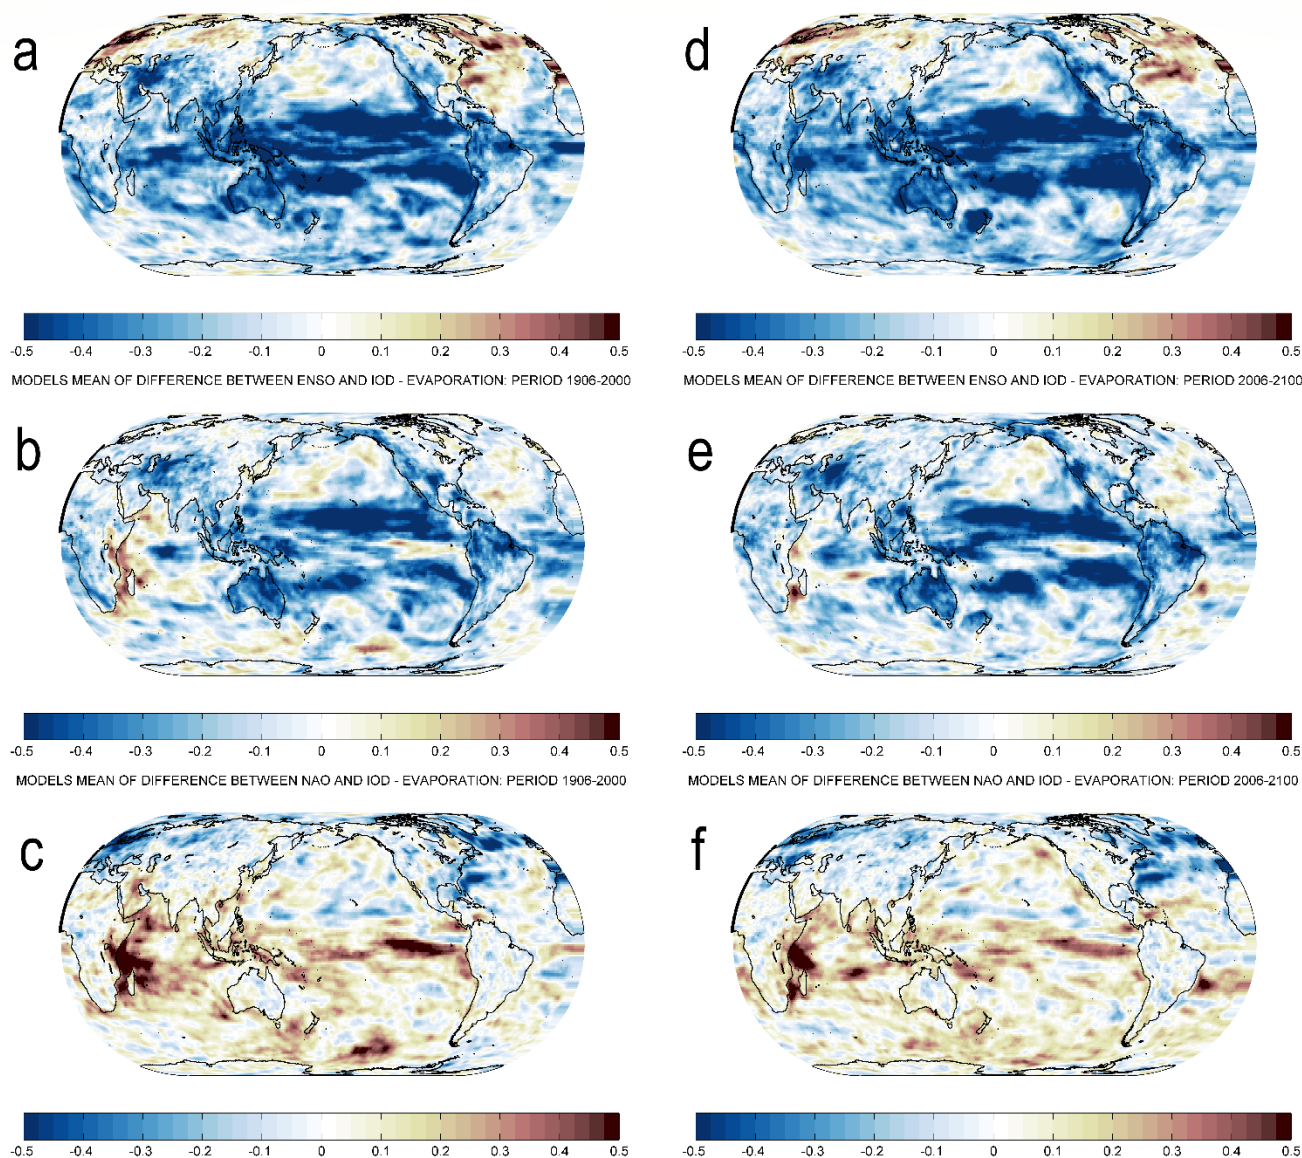 a
d
-0.5 -0.4 -0.3 -0.2 -0.1 0 0.1 0.2 0.3 0.4 0.5
-0.5 -0.4 -0.3 -0.2 -0.1 0 0.1 0.2 0.3 0.4 0.5
MODELS MEAN OF DIFFERENCE BETWEEN ENSO AND IOD - EVAPORATION: PERIOD 1906-2000
MODELS MEAN OF DIFFERENCE BETWEEN ENSO AND IOD - EVAPORATION: PERIOD 2006-2100
b
e
-0.5 -0.4 -0.3 -0.2 -0.1 0 0.1 0.2 0.3 0.4 0.5
-0.5 -0.4 -0.3 -0.2 -0.1 0 0.1 0.2 0.3 0.4 0.5
MODELS MEAN OF DIFFERENCE BETWEEN NAO AND IOD - EVAPORATION: PERIOD 1906-2000
MODELS MEAN OF DIFFERENCE BETWEEN NAO AND IOD - EVAPORATION: PERIOD 2006-2100
c
f
-0.5 -0.4 -0.3 -0.2 -0.1 0 0.1 0.2 0.3 0.4 0.5
-0.5 -0.4 -0.3 -0.2 -0.1 0 0.1 0.2 0.3 0.4 0.5